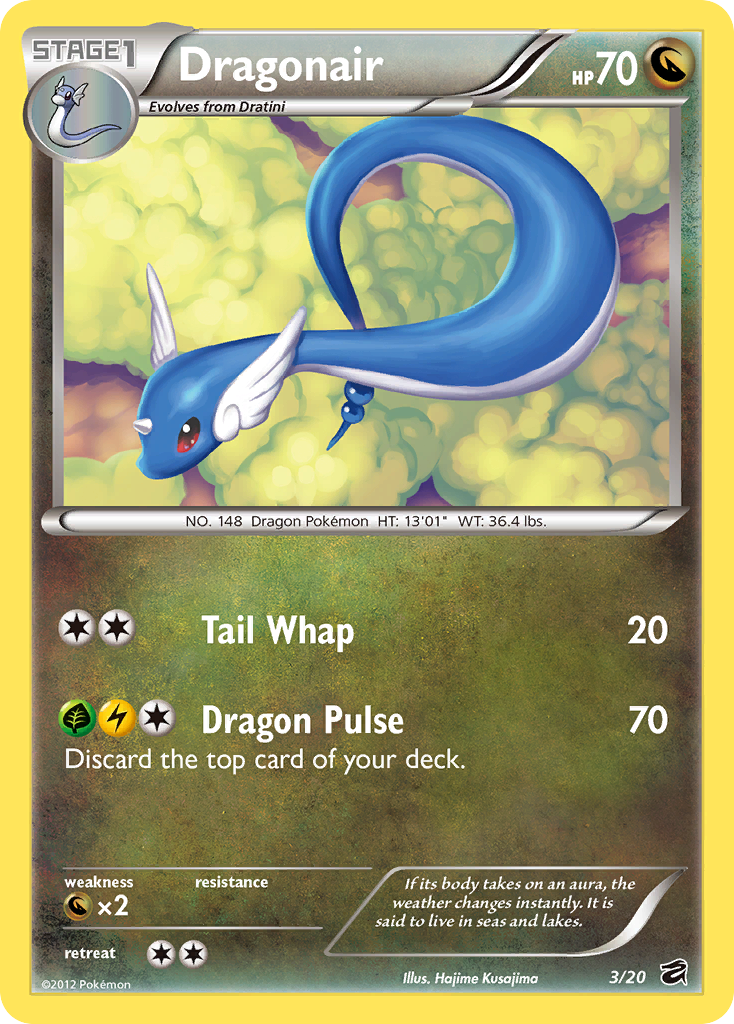 STAGE1
Dragonair
HP70
Evolves from Dratini
NO. 148 Dragon Pokémon HT: 13'01" WT: 36.4 lbs.
Tail Whap 20
Dragon Pulse 70
Discard the top card of your deck.
weakness resistance
×2
retreat
If its body takes on an aura, the
weather changes instantly. It is
said to live in seas and lakes.
©2012 Pokémon
Illus. Hajime Kusajima
3/20